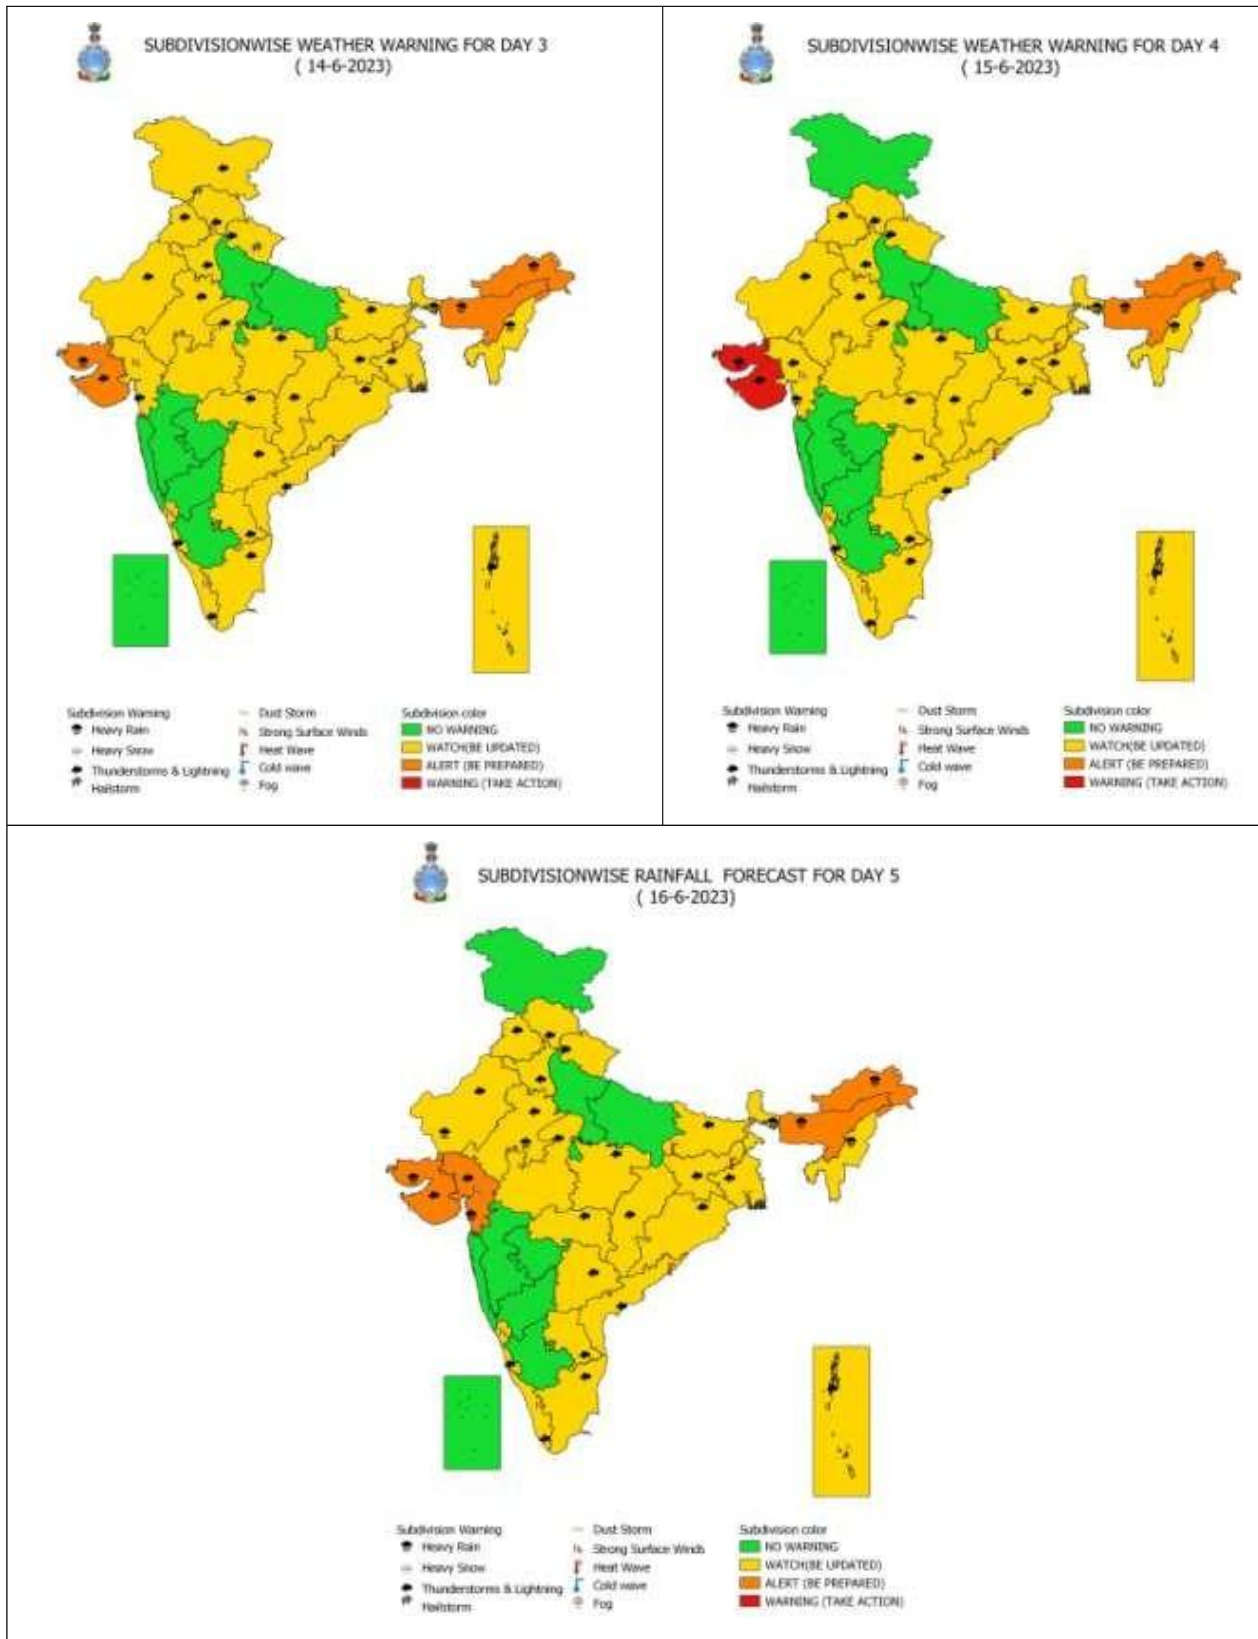 SUBDIVISIONWISE WEATHER WARNING FOR DAY 3
( 14-6-2023)
Subdivision Warning
Heavy Rain
Heavy Snow
Thunderstorms & Lightning
Hailstorm
Dust Storm
Strong Surface Winds
Heat Wave
Cold wave
Fog
Subdivision color
NO WARNING
WATCH(BE UPDATED)
ALERT (BE PREPARED)
WARNING (TAKE ACTION)
SUBDIVISIONWISE WEATHER WARNING FOR DAY 4
( 15-6-2023)
Subdivision Warning
Heavy Rain
Heavy Snow
Thunderstorms & Lightning
Hailstorm
Dust Storm
Strong Surface Winds
Heat Wave
Cold wave
Fog
Subdivision color
NO WARNING
WATCH(BE UPDATED)
ALERT (BE PREPARED)
WARNING (TAKE ACTION)
SUBDIVISIONWISE RAINFALL FORECAST FOR DAY 5
( 16-6-2023)
Subdivision Warning
Heavy Rain
Heavy Snow
Thunderstorms & Lightning
Hailstorm
Dust Storm
Strong Surface Winds
Heat Wave
Cold wave
Fog
Subdivision color
NO WARNING
WATCH(BE UPDATED)
ALERT (BE PREPARED)
WARNING (TAKE ACTION)